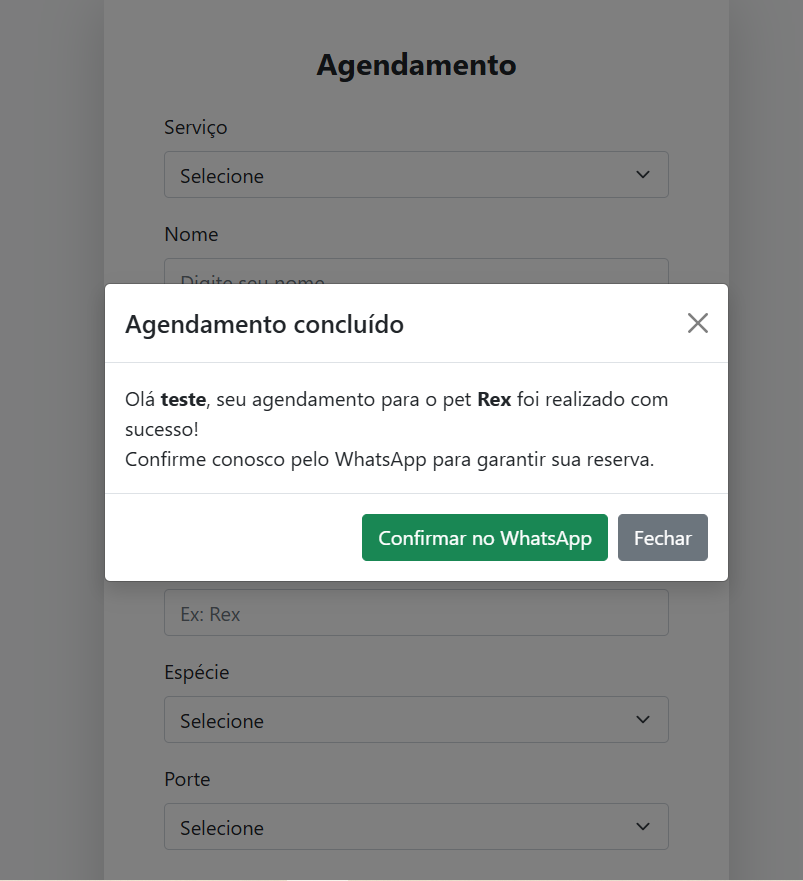 Agendamento
Serviço
Selecione
Nome
Digite seu nome
Agendamento concluído
Olá teste, seu agendamento para o pet Rex foi realizado com
sucesso!
Confirme conosco pelo WhatsApp para garantir sua reserva.
Confirmar no WhatsApp
Fechar
Ex: Rex
Espécie
Selecione
Porte
Selecione